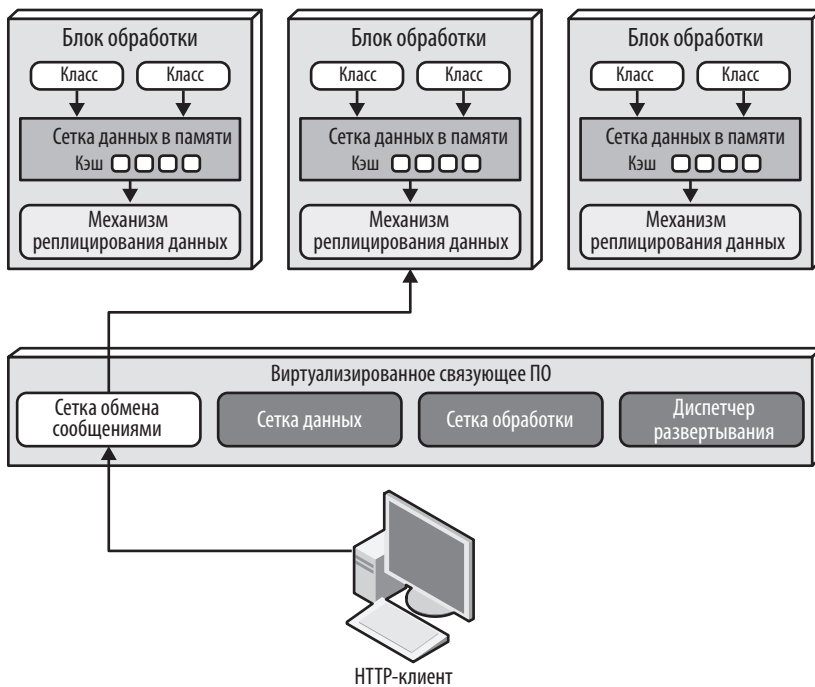 Блок обработки
Класс
Класс
Сетка данных в памяти
Кэш
Механизм
реплицирования данных
Блок обработки
Класс
Класс
Сетка данных в памяти
Кэш
Механизм
реплицирования данных
Блок обработки
Класс
Класс
Сетка данных в памяти
Кэш
Механизм
реплицирования данных
Виртуализированное связующее ПО
Сетка обмена
сообщениями
Сетка данных
Сетка обработки
Диспетчер
развертывания
HTTP-клиент